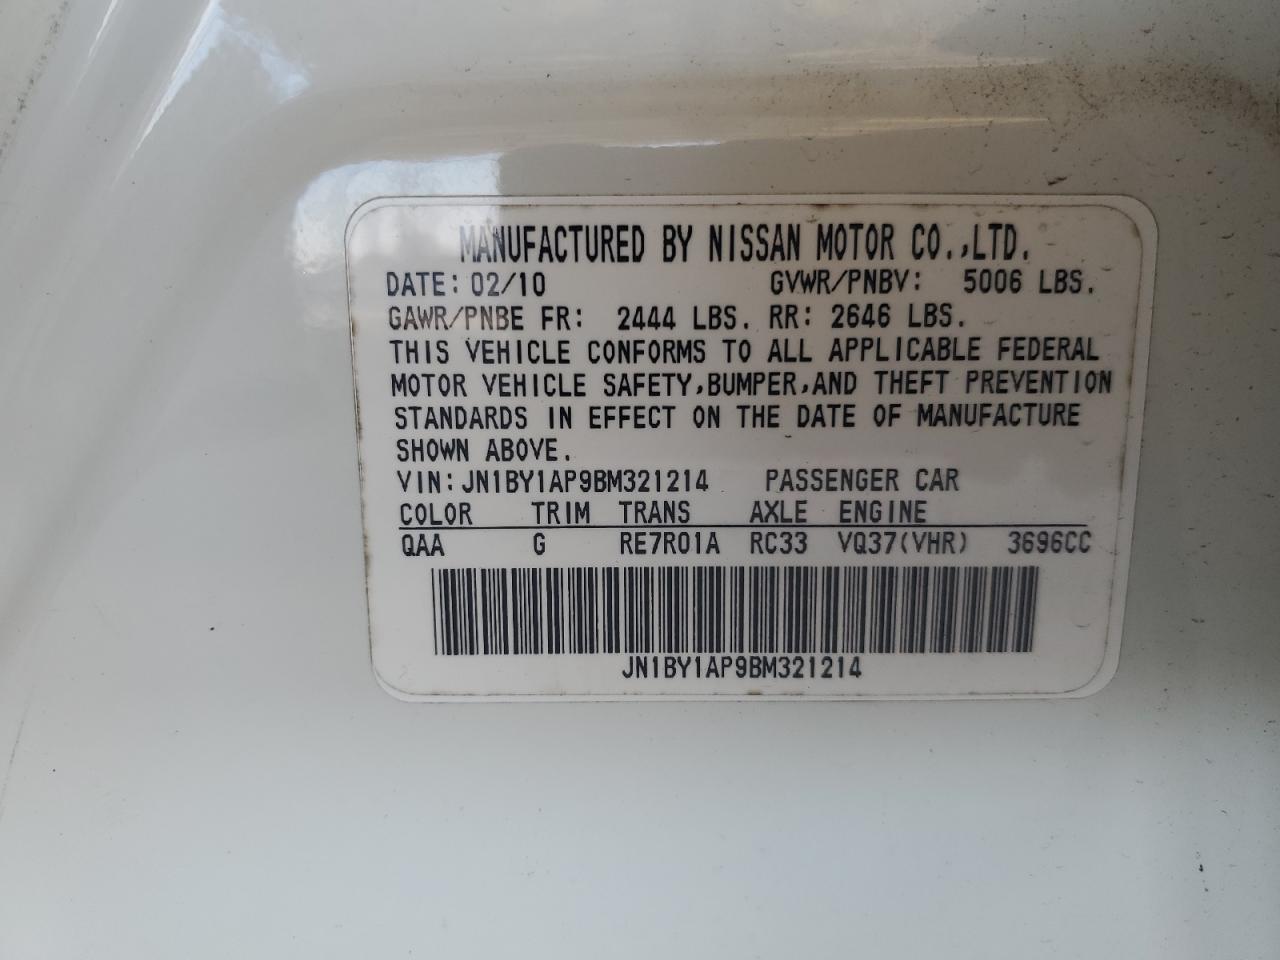 MANUFACTURED BY NISSAN MOTOR CO.,LTD.
DATE: 02/10 GVWR/PNBV: 5006 LBS.
GAWR/PNBE FR: 2444 LBS. RR: 2646 LBS.
THIS VEHICLE CONFORMS TO ALL APPLICABLE FEDERAL
MOTOR VEHICLE SAFETY,BUMPER,AND THEFT PREVENTION
STANDARDS IN EFFECT ON THE DATE OF MANUFACTURE
SHOWN ABOVE.
VIN: JN1BY1AP9BM321214 PASSENGER CAR
COLOR TRIM TRANS AXLE ENGINE
QAA G RE7R01A RC33 VQ37(VHR) 3696CC
JN1BY1AP9BM321214